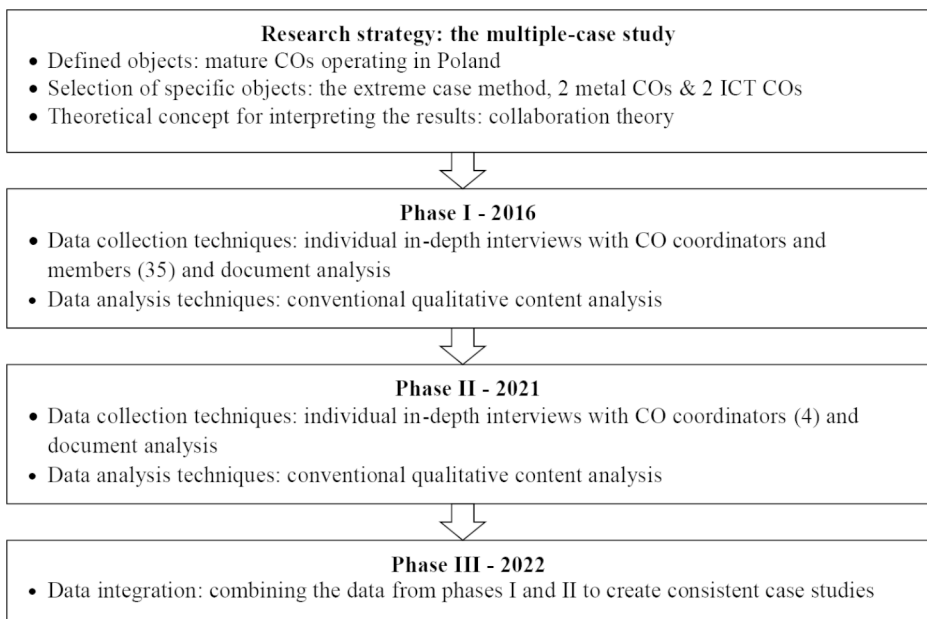 Research strategy: the multiple-case study
• Defined objects: mature COs operating in Poland
• Selection of specific objects: the extreme case method, 2 metal COs & 2 ICT COs
• Theoretical concept for interpreting the results: collaboration theory
Phase I - 2016
• Data collection techniques: individual in-depth interviews with CO coordinators and
members (35) and document analysis
• Data analysis techniques: conventional qualitative content analysis
Phase II - 2021
• Data collection techniques: individual in-depth interviews with CO coordinators (4) and
document analysis
• Data analysis techniques: conventional qualitative content analysis
Phase III - 2022
• Data integration: combining the data from phases I and II to create consistent case studies